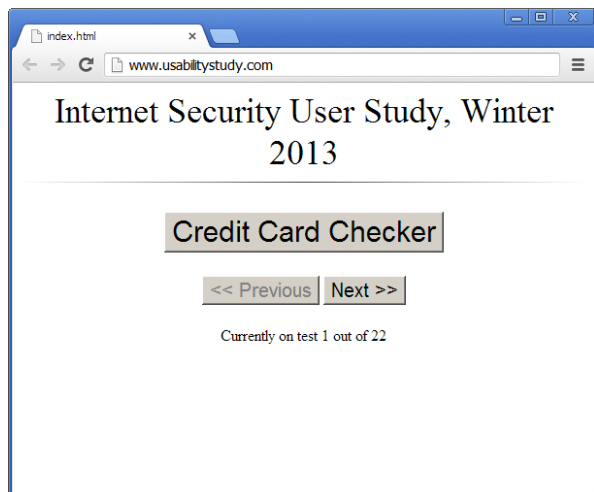 index.html
www.usabilitystudy.com
Internet Security User Study, Winter
2013
Credit Card Checker
<< Previous Next >>
Currently on test 1 out of 22